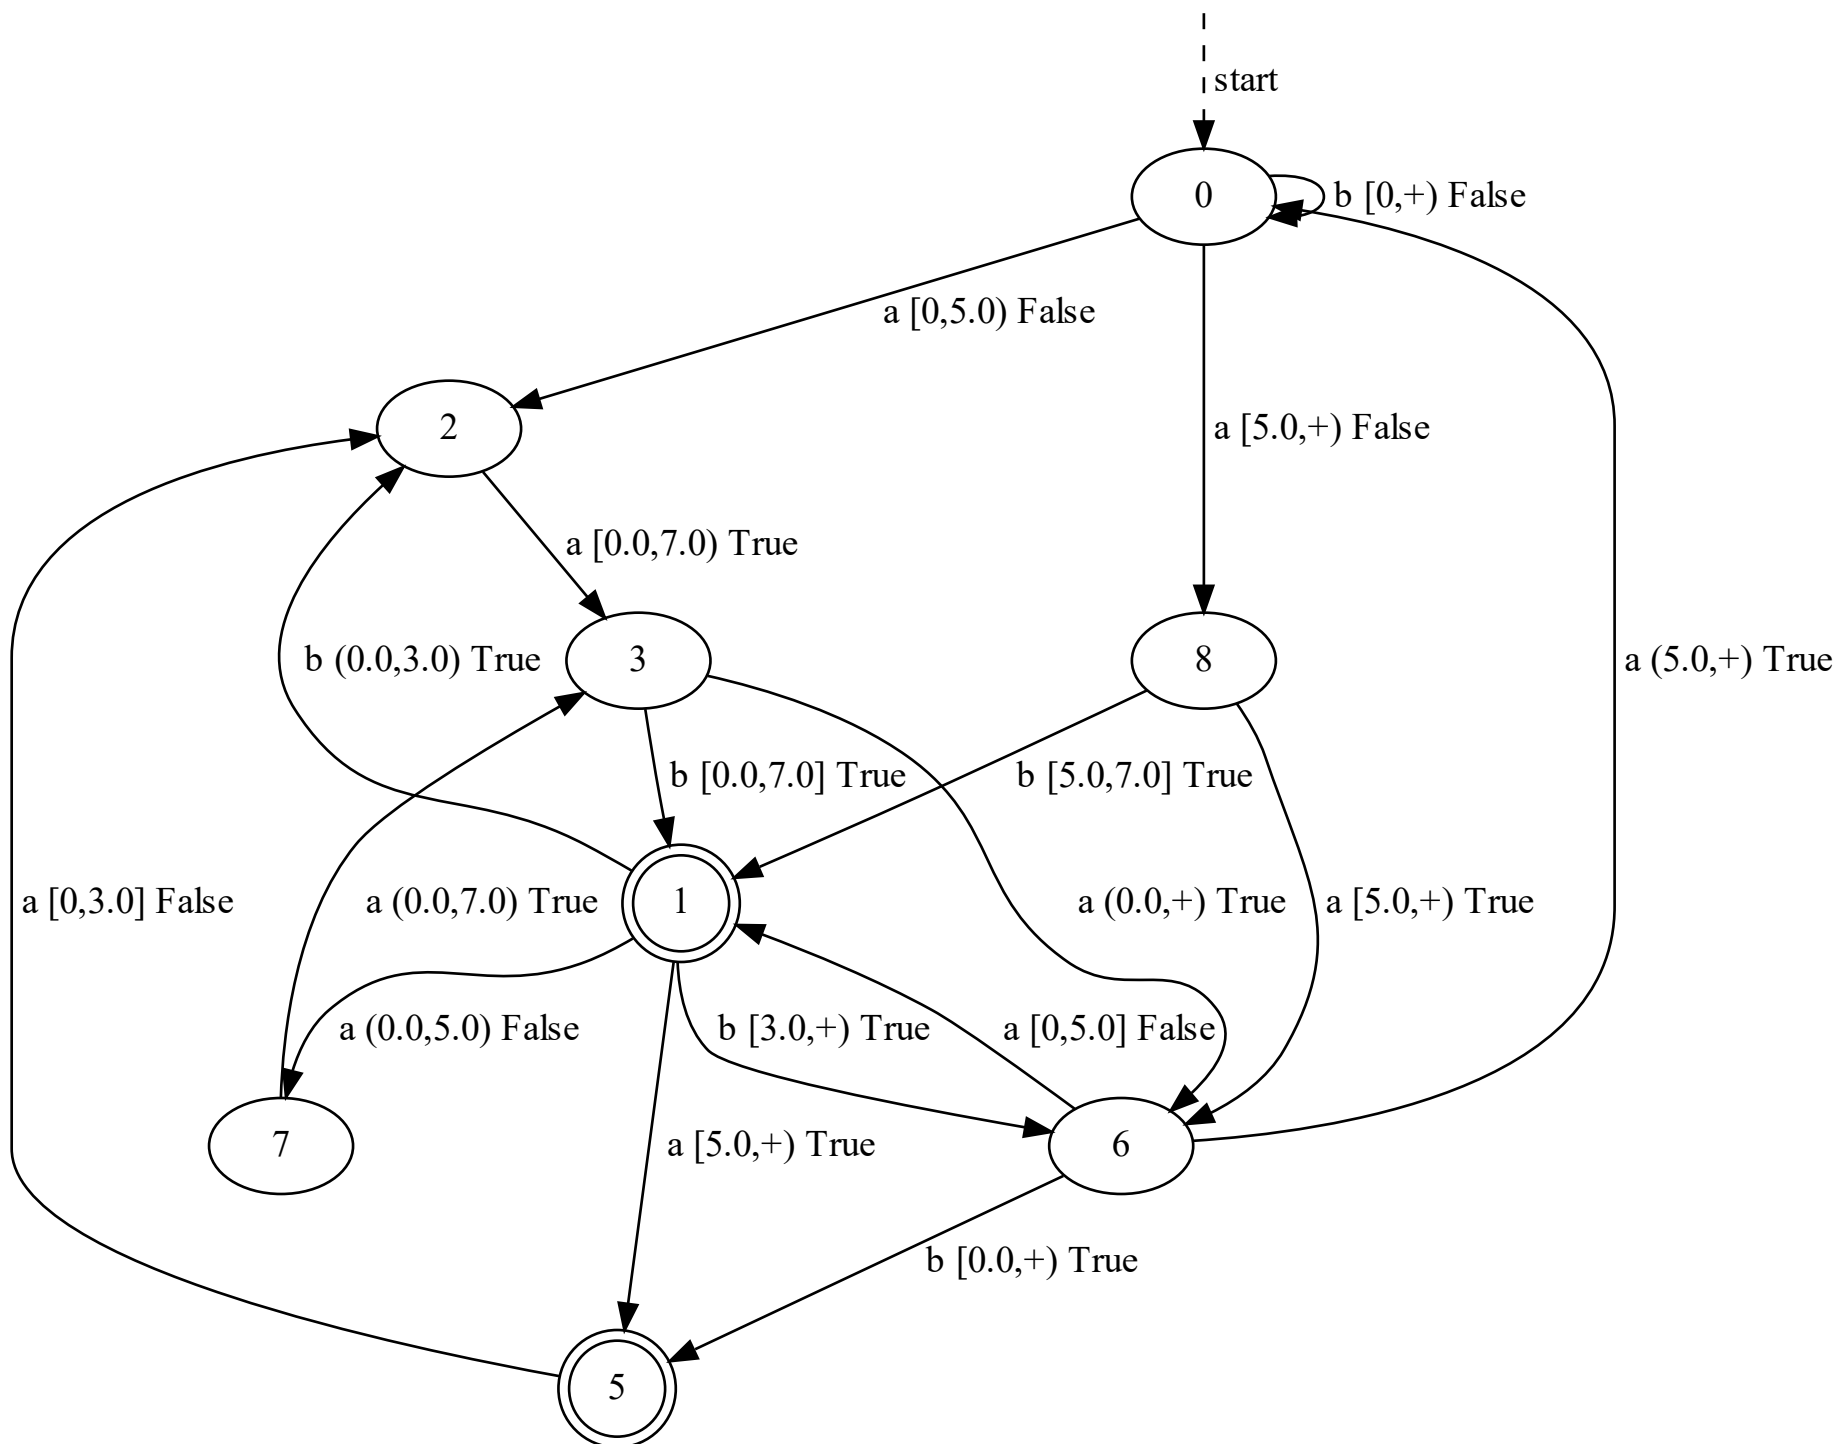 start
0
b [0,+) False
a [0,5.0) False
2
a [5.0,+) False
a [0.0,7.0) True
b (0.0,3.0) True
3
8
a (5.0,+) True
b [0.0,7.0] True
b [5.0,7.0] True
a [0,3.0] False
a (0.0,7.0) True
1
a (0.0,+) True
a [5.0,+) True
a (0.0,5.0) False
b [3.0,+) True
a [0,5.0] False
7
a [5.0,+) True
6
b [0.0,+) True
5